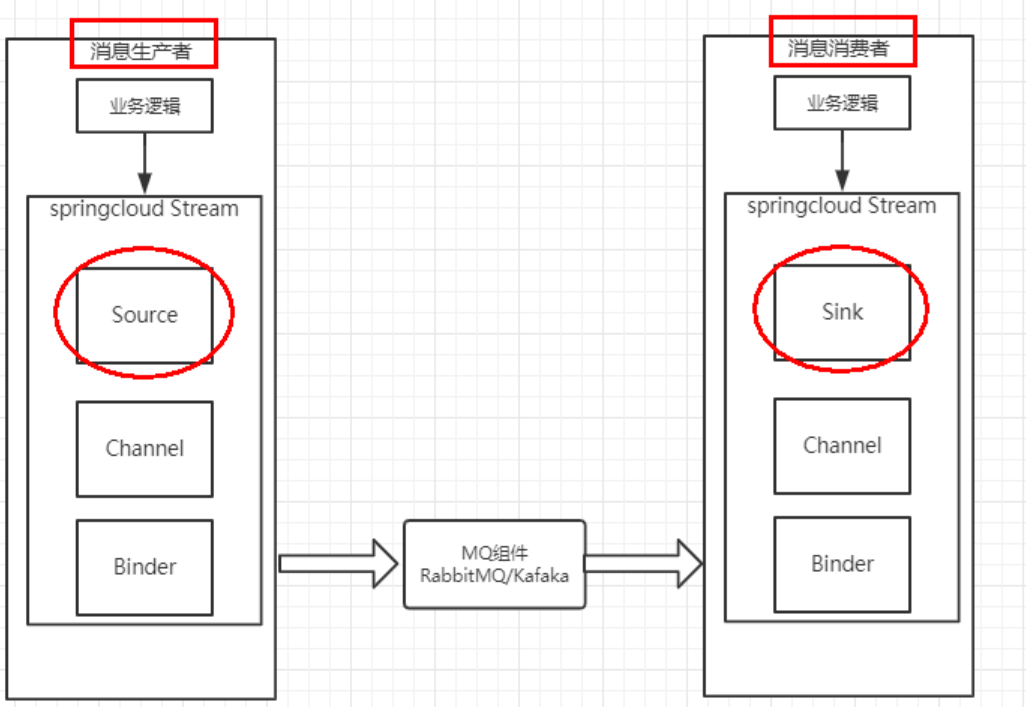 消息生产者
业务逻辑
springcloud Stream
Source
Channel
Binder
MQ组件
RabbitMQ/Kafaka
消息消费者
业务逻辑
springcloud Stream
Sink
Channel
Binder